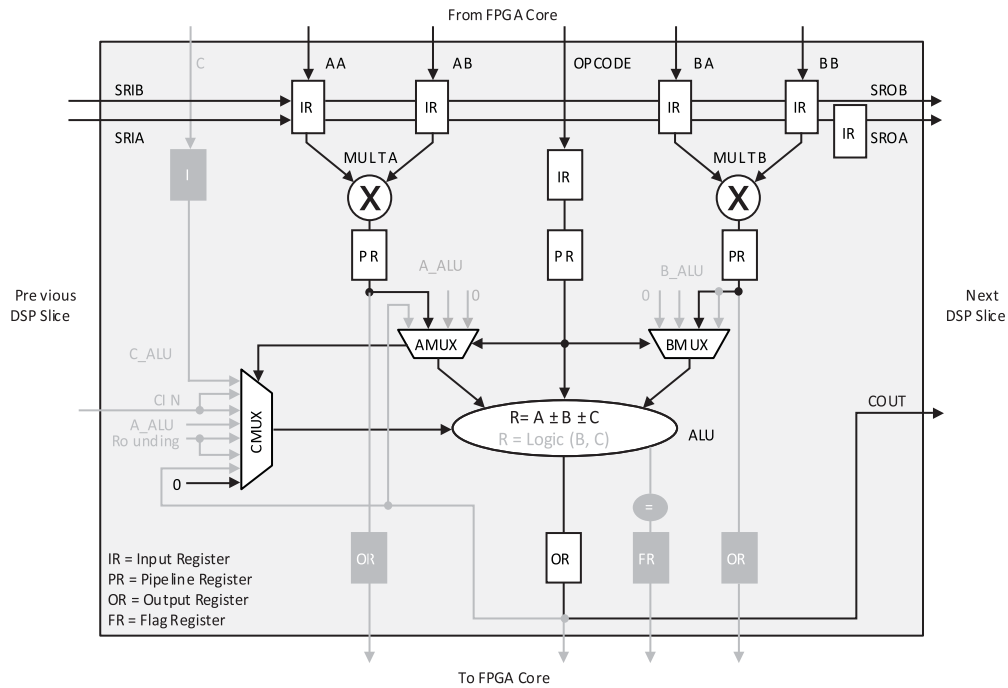 From FPGA Core
C
AA
AB
OPCODE
BA
BB
SRIB
SROB
IR
IR
IR
IR
SRIA
IR
SROA
I
MULTA
IR
MULTB
X
X
PR
PR
PR
A_ALU
B_ALU
0
0
Previous
DSP Slice
Next
DSP Slice
AMUX
BMUX
C_ALU
CIN
A_ALU
Rounding
0
CMUX
R= A ± B ± C
R = Logic (B, C)
ALU
COUT
=
OR
OR
FR
OR
IR = Input Register
PR = Pipeline Register
OR = Output Register
FR = Flag Register
To FPGA Core